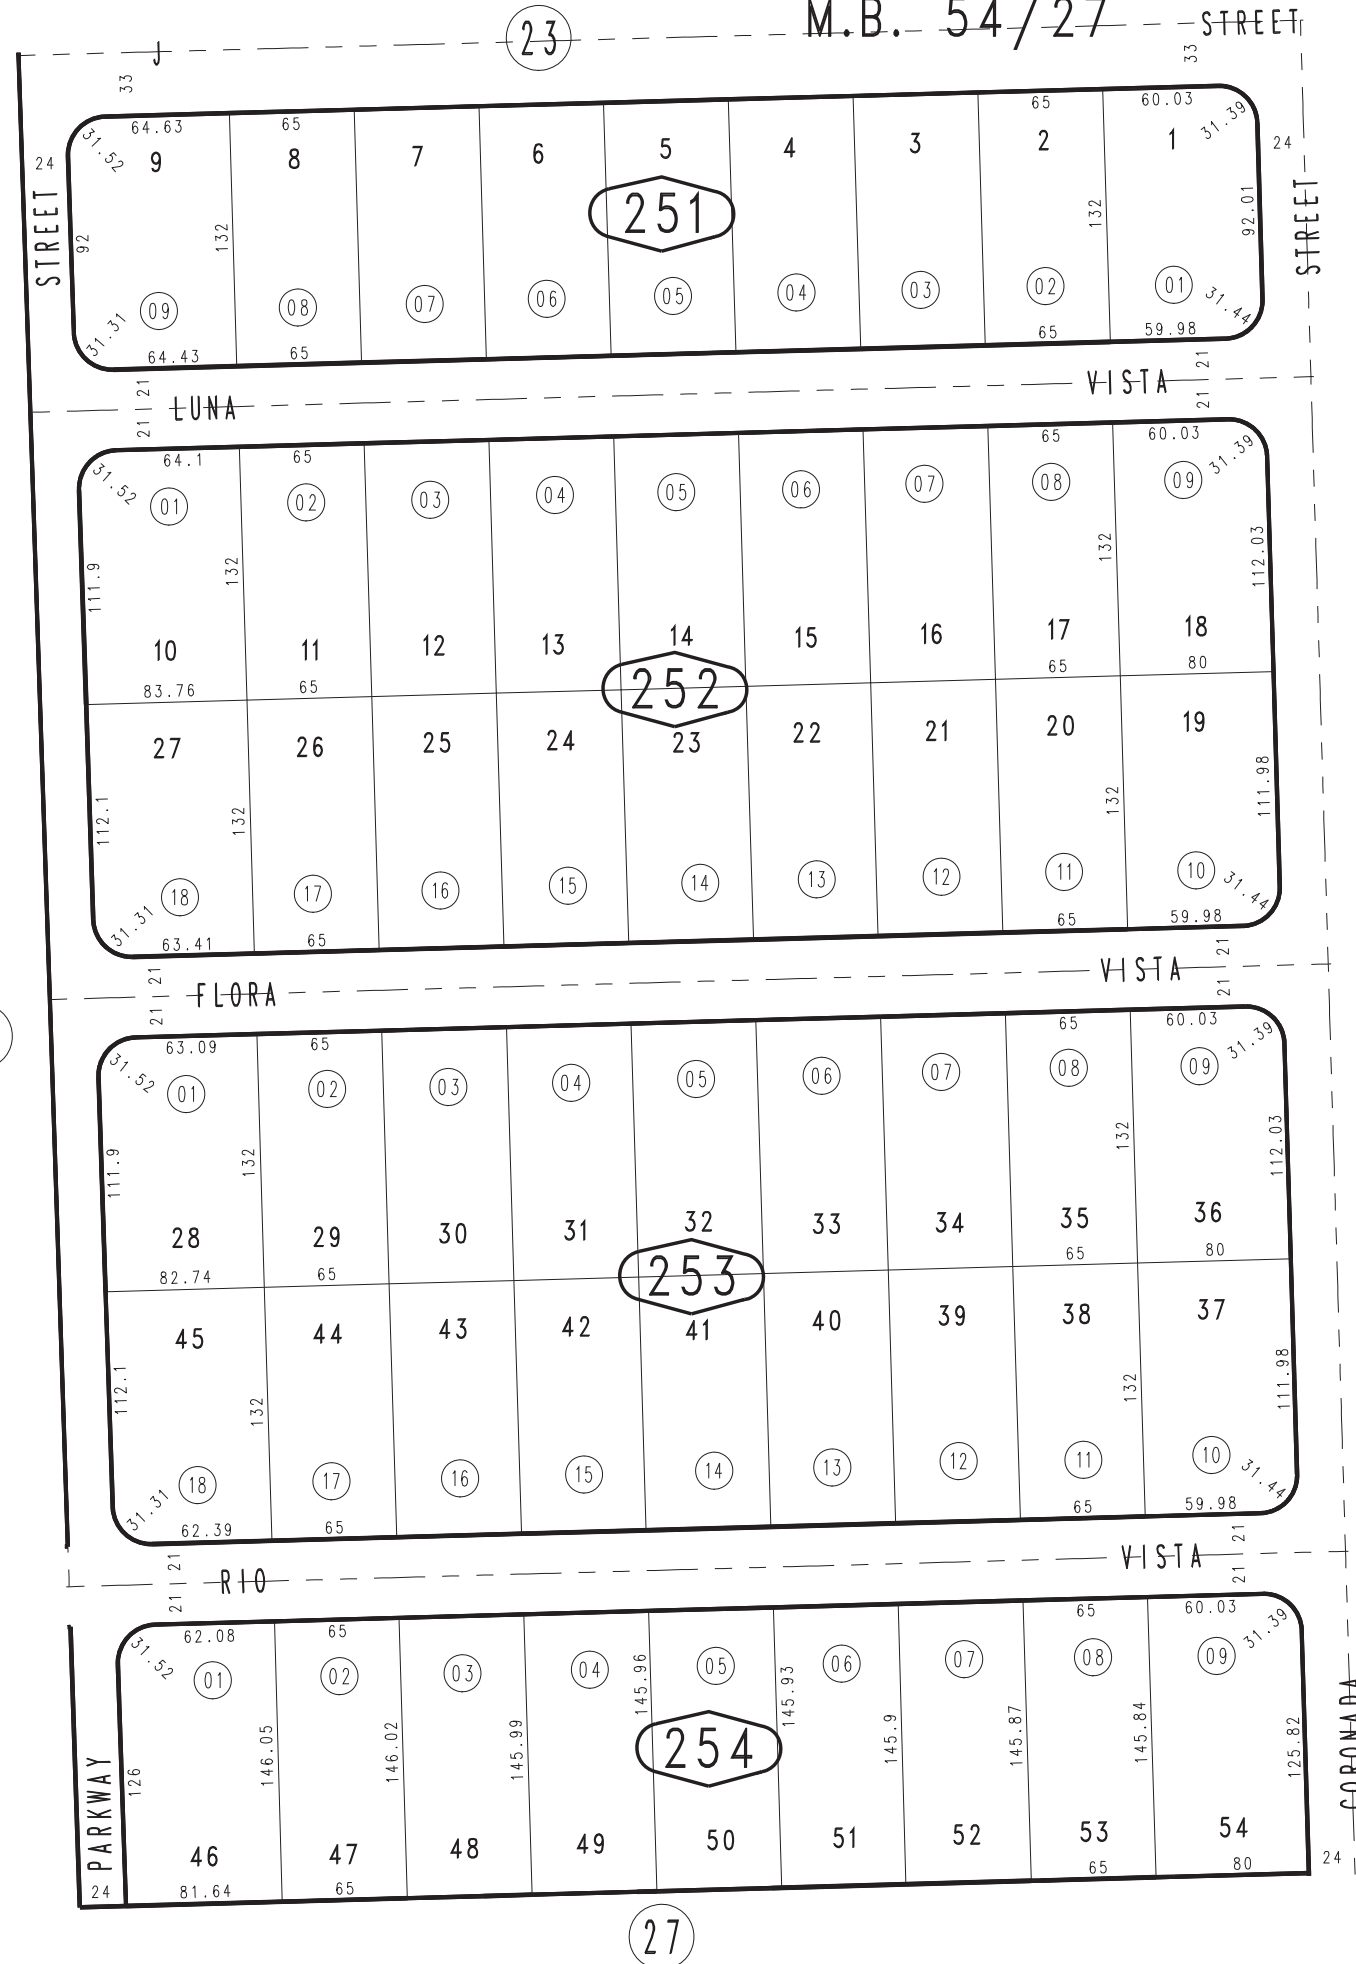 M.B. 54/27
J STREET
23
33 33
64.63 65 65 60.03
31.52 31.39
24 9 8 7 6 5 4 3 2 1 24
STREET 92 132 251 132 92.01 STREET
09 08 07 06 05 04 03 02 01
31.31 31.44
64.43 65 65 59.98
21 21 21 21
LUNA VISTA
64.1 65 65 60.03
31.52 31.39
01 02 03 04 05 06 07 08 09
111.9 132 132 112.03
10 11 12 13 14 15 16 17 18
83.76 65 252 65 80
27 26 25 24 23 22 21 20 19
112.1 132 132 111.98
18 17 16 15 14 13 12 11 10
31.31 31.44
63.41 65 65 59.98
21 21 21 21
FLORA VISTA
63.09 65 65 60.03
31.52 31.39
01 02 03 04 05 06 07 08 09
111.9 132 132 112.03
28 29 30 31 32 33 34 35 36
82.74 65 253 65 80
45 44 43 42 41 40 39 38 37
112.1 132 132 111.98
18 17 16 15 14 13 12 11 10
31.31 31.44
62.39 65 65 59.98
21 21 21 21
RIO VISTA
62.08 65 65 60.03
31.52 31.39
01 02 03 04 05 06 07 08 09
126 146.05 146.02 145.99 145.96 145.93 145.9 145.87 145.84 125.82
PARKWAY 254 CORONADA
46 47 48 49 50 51 52 53 54
24 81.64 65 65 80 24
27